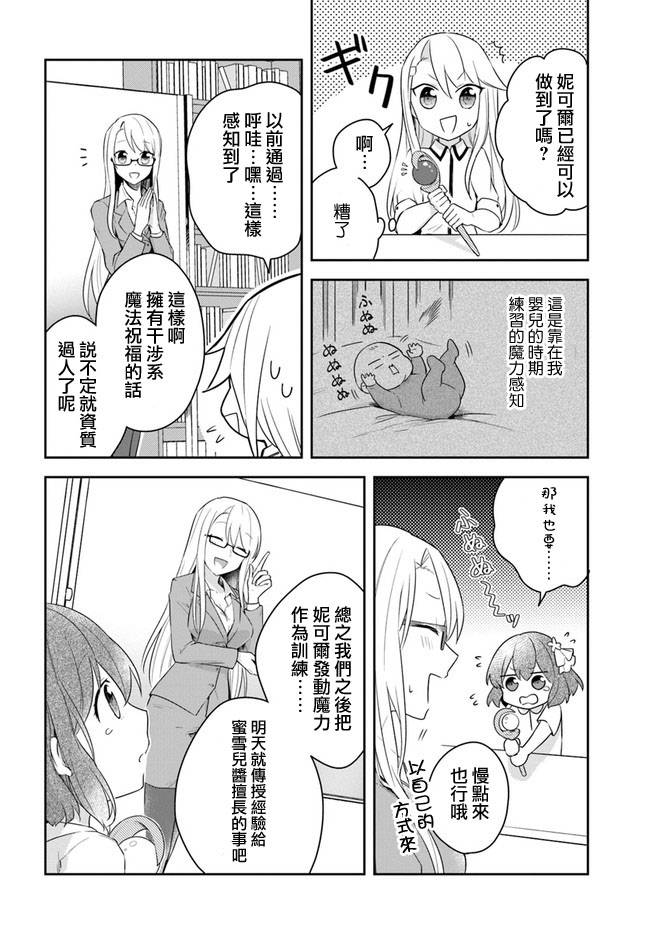 妮可爾已經可以
做到了嗎？
ギク
啊…
糟了
這是靠在我
嬰兒的時期
練習的魔力感知
ふぬぬ
ぬぬぬ
以前通過……
呼哇…嘿…這樣
感知到了
這樣啊
擁有干涉系
魔法祝福的話
説不定就資質
過人了呢
那我也要……
ふぬぬぬ
慢點來
也行哦
以自己的
方式來
總之我們之後把
妮可爾發動魔力
作為訓練……
明天就傳授經驗給
蜜雪兒醬擅長的事吧